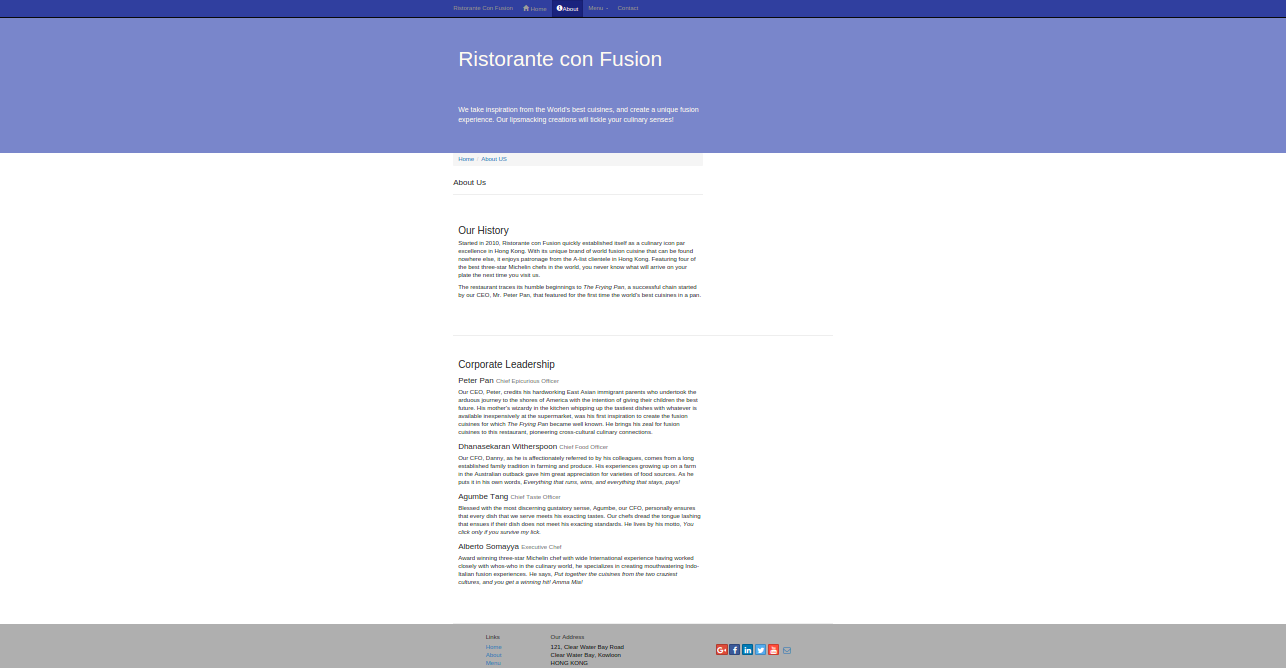 Ristorante Con Fusion Home About Menu Contact
Ristorante con Fusion
We take inspiration from the World's best cuisines, and create a unique fusion
experience. Our lipsmacking creations will tickle your culinary senses!
Home / About US
About Us
Our History
Started in 2010, Ristorante con Fusion quickly established itself as a culinary icon par
excellence in Hong Kong. With its unique brand of world fusion cuisine that can be found
nowhere else, it enjoys patronage from the A-list clientele in Hong Kong. Featuring four of
the best three-star Michelin chefs in the world, you never know what will arrive on your
plate the next time you visit us.
The restaurant traces its humble beginnings to The Frying Pan, a successful chain started
by our CEO, Mr. Peter Pan, that featured for the first time the world's best cuisines in a pan.
Corporate Leadership
Peter Pan Chief Epicurious Officer
Our CEO, Peter, credits his hardworking East Asian immigrant parents who undertook the
arduous journey to the shores of America with the intention of giving their children the best
future. His mother's wizardy in the kitchen whipping up the tastiest dishes with whatever is
available inexpensively at the supermarket, was his first inspiration to create the fusion
cuisines for which The Frying Pan became well known. He brings his zeal for fusion
cuisines to this restaurant, pioneering cross-cultural culinary connections.
Dhanasekaran Witherspoon Chief Food Officer
Our CFO, Danny, as he is affectionately referred to by his colleagues, comes from a long
established family tradition in farming and produce. His experiences growing up on a farm
in the Australian outback gave him great appreciation for varieties of food sources. As he
puts it in his own words, Everything that runs, wins, and everything that stays, pays!
Agumbe Tang Chief Taste Officer
Blessed with the most discerning gustatory sense, Agumbe, our CFO, personally ensures
that every dish that we serve meets his exacting tastes. Our chefs dread the tongue lashing
that ensues if their dish does not meet his exacting standards. He lives by his motto, You
click only if you survive my lick.
Alberto Somayya Executive Chef
Award winning three-star Michelin chef with wide International experience having worked
closely with whos-who in the culinary world, he specializes in creating mouthwatering Indo-
Italian fusion experiences. He says, Put together the cuisines from the two craziest
cultures, and you get a winning hit! Amma Mia!
Links
Home
About
Menu
Our Address
121, Clear Water Bay Road
Clear Water Bay, Kowloon
HONG KONG